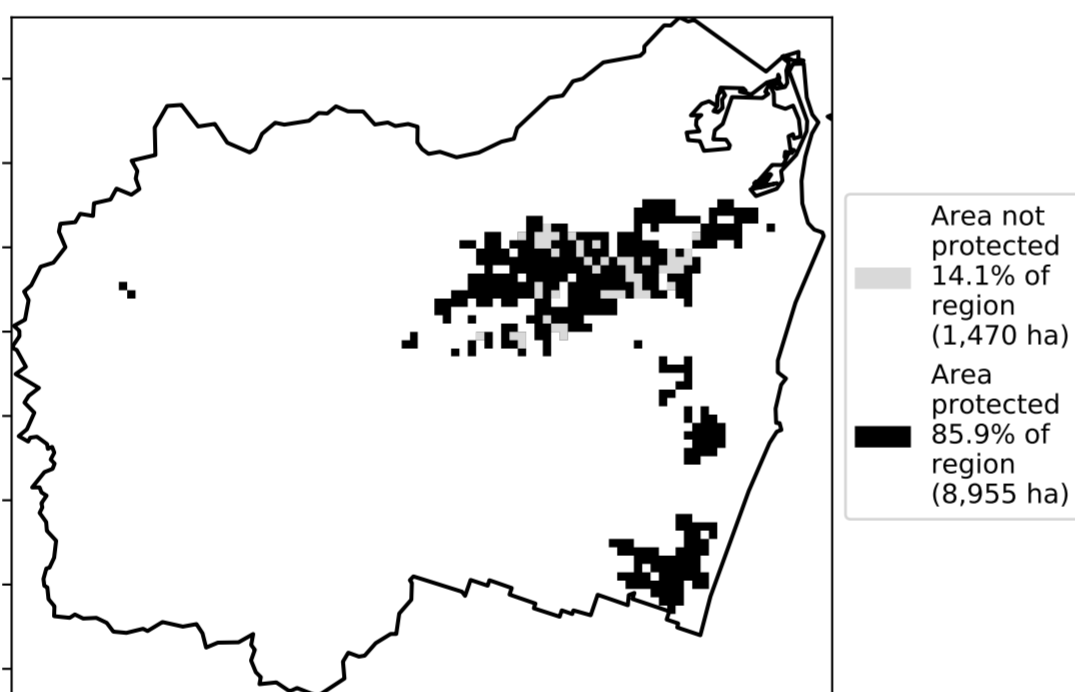 Area not
protected
14.1% of
region
(1,470 ha)
Area
protected
85.9% of
region
(8,955 ha)